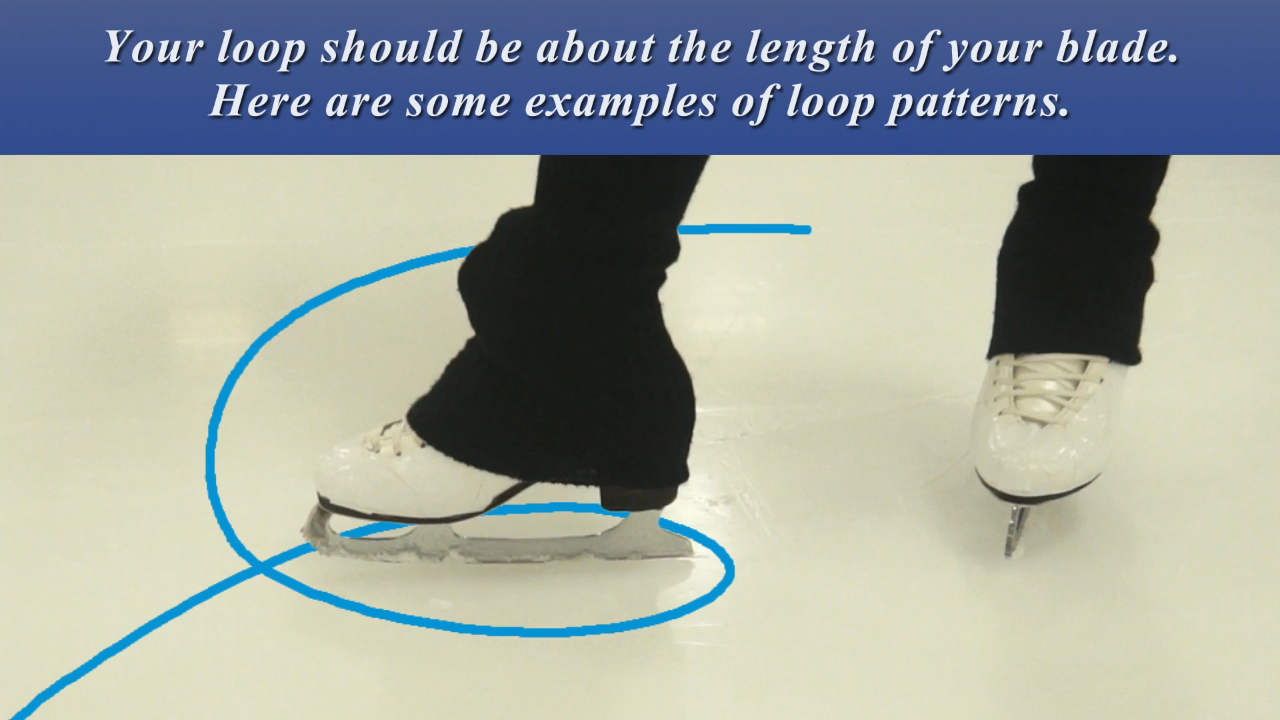 Your loop should be about the length of your blade.
Here are some examples of loop patterns.